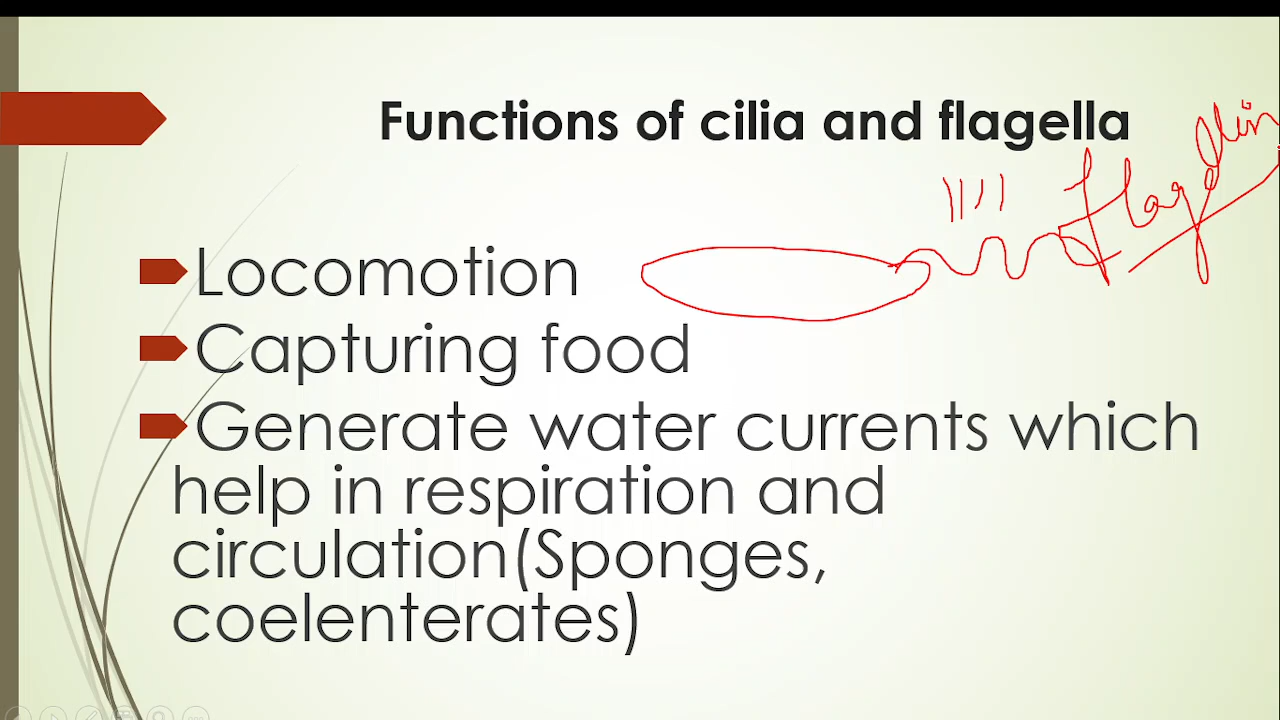 Functions of cilia and flagella
flagellin
Locomotion
Capturing food
Generate water currents which
help in respiration and
circulation(Sponges,
coelenterates)